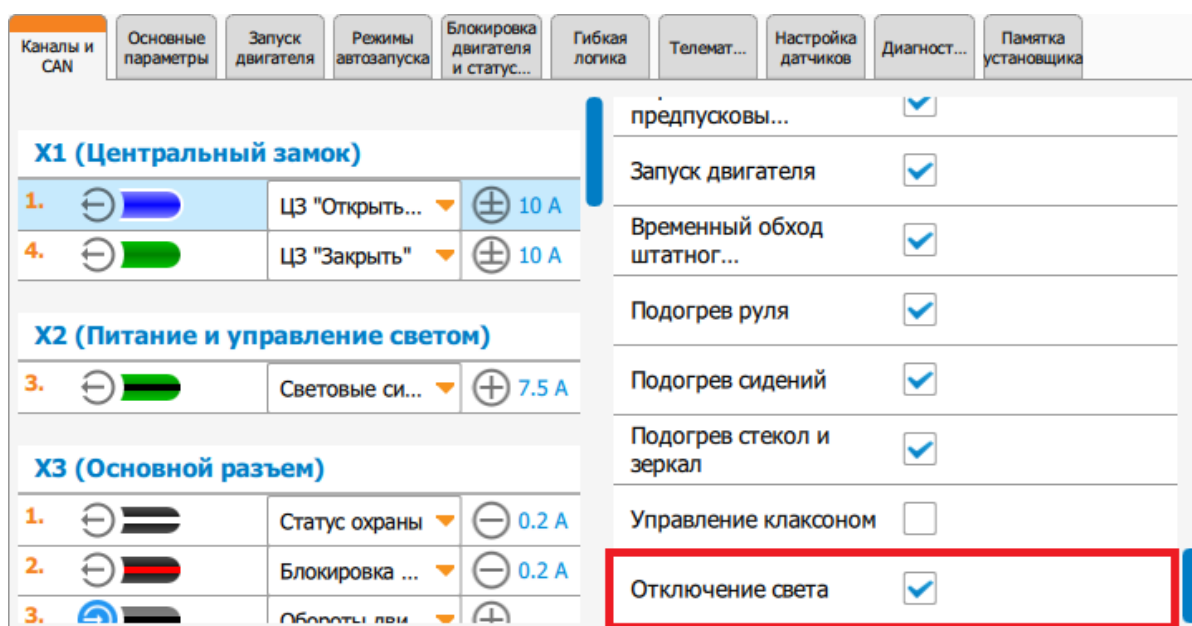 Каналы и
CAN
Основные
параметры
Запуск
двигателя
Режимы
автозапуска
Блокировка
двигателя
и статус...
Гибкая
логика
Телемат...
Настройка
датчиков
Диагност...
Памятка
установщика
X1 (Центральный замок)
1. ЦЗ "Открыть... 10 A
4. ЦЗ "Закрыть" 10 A
X2 (Питание и управление светом)
3. Световые си... 7.5 A
X3 (Основной разъем)
1. Статус охраны 0.2 A
2. Блокировка ... 0.2 A
3. Обороты дви...
предпусковы...
Запуск двигателя
Временный обход
штатног...
Подогрев руля
Подогрев сидений
Подогрев стекол и
зеркал
Управление клаксоном
Отключение света